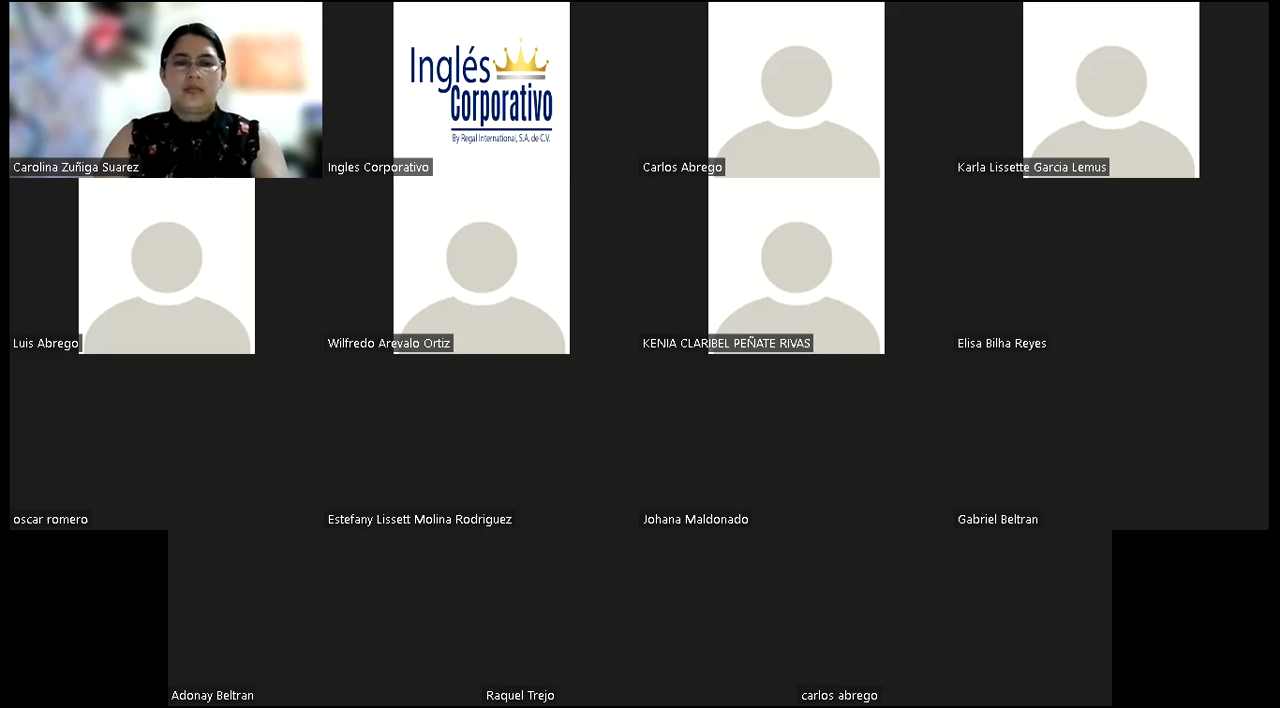 Inglés
Corporativo
By Regal International, S.A. de C.V.
Carolina Zuñiga Suarez
Ingles Corporativo
Carlos Abrego
Karla Lissette Garcia Lemus
Luis Abrego
Wilfredo Arevalo Ortiz
KENIA CLARIBEL PEÑATE RIVAS
Elisa Bilha Reyes
oscar romero
Estefany Lissett Molina Rodriguez
Johana Maldonado
Gabriel Beltran
Adonay Beltran
Raquel Trejo
carlos abrego